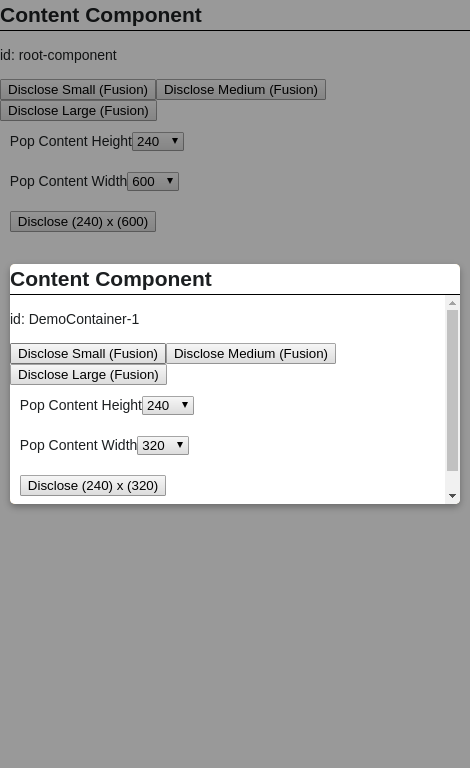 Content Component
id: root-component
Disclose Small (Fusion) Disclose Medium (Fusion)
Disclose Large (Fusion)
Pop Content Height 240
Pop Content Width 600
Disclose (240) x (600)
Content Component
id: DemoContainer-1
Disclose Small (Fusion) Disclose Medium (Fusion)
Disclose Large (Fusion)
Pop Content Height 240
Pop Content Width 320
Disclose (240) x (320)